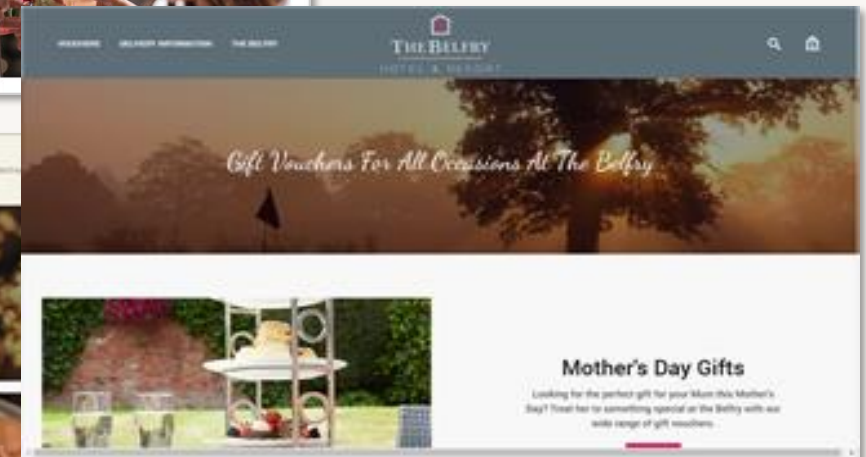 VOUCHERS DELIVERY INFORMATION THE BELFRY
THE BELFRY
HOTEL & RESORT
Gift Vouchers For All Occasions At The Belfry
Mother's Day Gifts
Looking for the perfect gift for your Mum this Mother's
Day? Treat her to something special at the Belfry with our
wide range of gift vouchers.